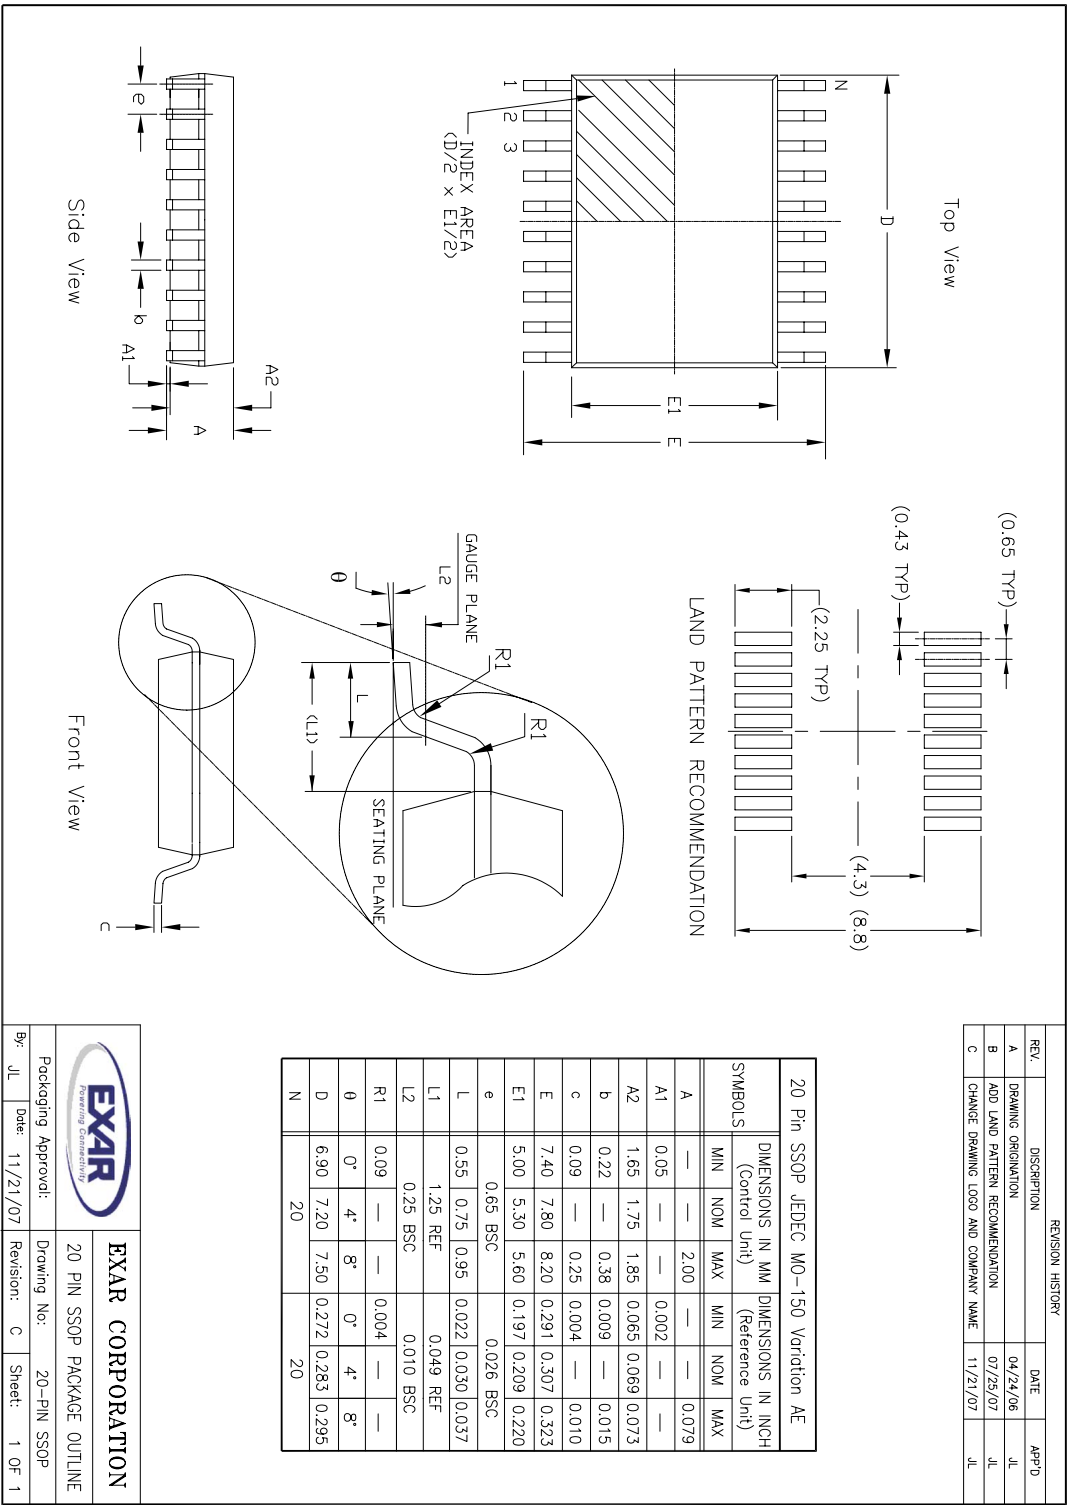 REVISION HISTORY
REV. DISCRIPTION DATE APP'D
A DRAWING ORIGINATION 04/24/06 JL
B ADD LAND PATTERN RECOMMENDATION 07/25/07 JL
C CHANGE DRAWING LOGO AND COMPANY NAME 11/21/07 JL
Top View
D
N
1
2
3
E1
E
INDEX AREA
(D/2 x E1/2)
Side View
e
b
A1
A2
A
(0.65 TYP)
(0.43 TYP)
(2.25 TYP)
(4.3)
(8.8)
LAND PATTERN RECOMMENDATION
GAUGE PLANE
L2
θ
R1
R1
L
(L1)
SEATING PLANE
Front View
c
20 Pin SSOP JEDEC MO-150 Variation AE
SYMBOLS DIMENSIONS IN MM DIMENSIONS IN INCH
(Control Unit) (Reference Unit)
MIN NOM MAX MIN NOM MAX
A — — 2.00 — — 0.079
A1 0.05 — — 0.002 — —
A2 1.65 1.75 1.85 0.065 0.069 0.073
b 0.22 — 0.38 0.009 — 0.015
c 0.09 — 0.25 0.004 — 0.010
E 7.40 7.80 8.20 0.291 0.307 0.323
E1 5.00 5.30 5.60 0.197 0.209 0.220
e 0.65 BSC 0.026 BSC
L 0.55 0.75 0.95 0.022 0.030 0.037
L1 1.25 REF 0.049 REF
L2 0.25 BSC 0.010 BSC
R1 0.09 — — 0.004 — —
θ 0° 4° 8° 0° 4° 8°
D 6.90 7.20 7.50 0.272 0.283 0.295
N 20 20
EXAR
Powering Connectivity
EXAR CORPORATION
20 PIN SSOP PACKAGE OUTLINE
Packaging Approval: Drawing No: 20-PIN SSOP
By: JL Date: 11/21/07 Revision: C Sheet: 1 OF 1